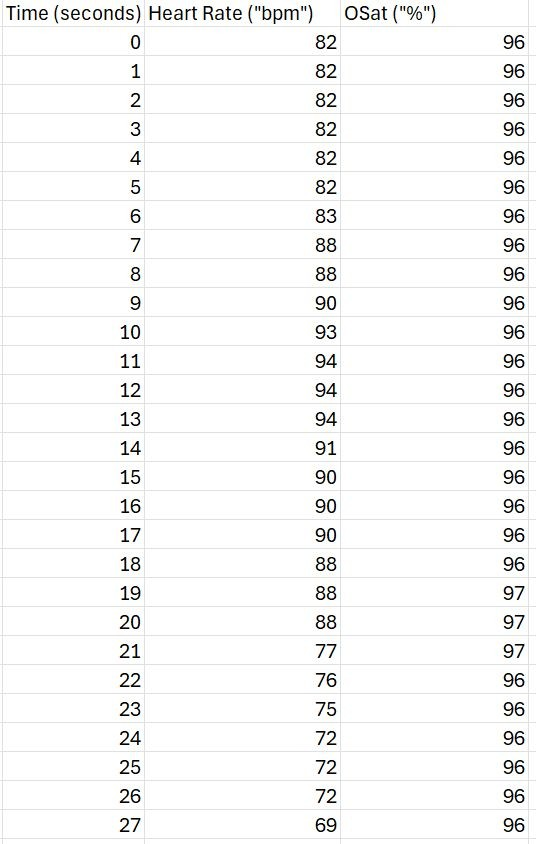 Time (seconds) Heart Rate ("bpm") OSat ("%")
0 82 96
1 82 96
2 82 96
3 82 96
4 82 96
5 82 96
6 83 96
7 88 96
8 88 96
9 90 96
10 93 96
11 94 96
12 94 96
13 94 96
14 91 96
15 90 96
16 90 96
17 90 96
18 88 96
19 88 97
20 88 97
21 77 97
22 76 96
23 75 96
24 72 96
25 72 96
26 72 96
27 69 96